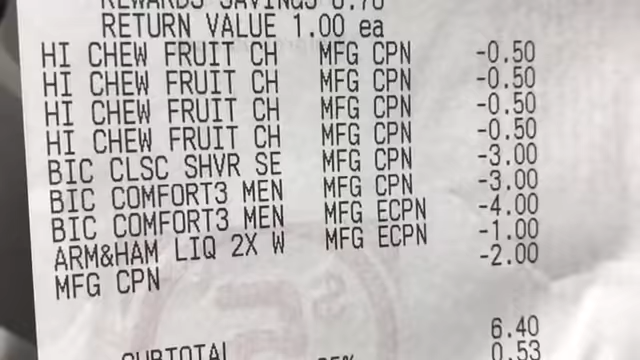 REWARDS SAVINGS
RETURN VALUE 1.00 ea
HI CHEW FRUIT CH MFG CPN -0.50
HI CHEW FRUIT CH MFG CPN -0.50
HI CHEW FRUIT CH MFG CPN -0.50
HI CHEW FRUIT CH MFG CPN -0.50
BIC CLSC SHVR SE MFG CPN -3.00
BIC COMFORT3 MEN MFG CPN -3.00
BIC COMFORT3 MEN MFG ECPN -4.00
ARM&HAM LIQ 2X W MFG ECPN -1.00
MFG CPN -2.00
SUBTOTAL 6.40
0.53